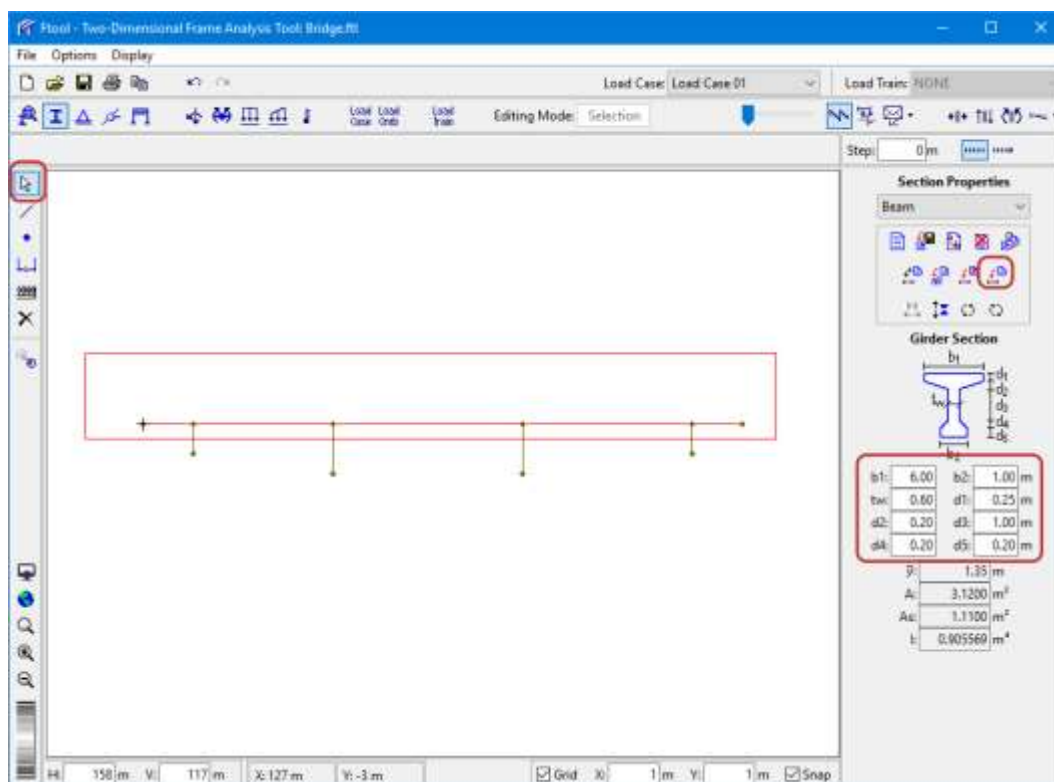 Ftool - Two-Dimensional Frame Analysis Tool: Bridge.ftl
File Options Display
Load Case: Load Case 01 Load Train: NONE
Load Case Load Comb Load Train Editing Mode: Selection
Step: 0 m
Section Properties
Beam
Girder Section
b1
d1
d2
tw d3
d4
d5
b2
b1: 6.00 b2: 1.00 m
tw: 0.60 d1: 0.25 m
d2: 0.20 d3: 1.00 m
d4: 0.20 d5: 0.20 m
ȳ: 1.35 m
A: 3.1200 m²
As: 1.1100 m²
I: 0.905569 m⁴
H: 158 m V: 117 m X: 127 m Y: -3 m Grid X: 1 m Y: 1 m Snap